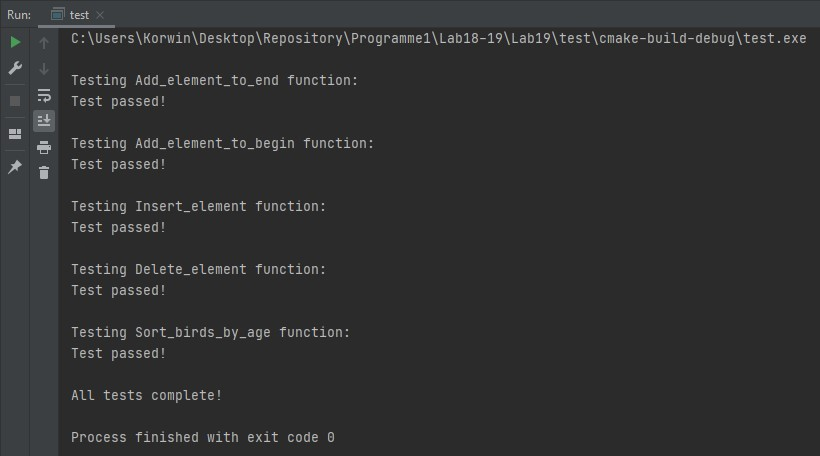 Run: test
C:\Users\Korwin\Desktop\Repository\Programme1\Lab18-19\Lab19\test\cmake-build-debug\test.exe
Testing Add_element_to_end function:
Test passed!
Testing Add_element_to_begin function:
Test passed!
Testing Insert_element function:
Test passed!
Testing Delete_element function:
Test passed!
Testing Sort_birds_by_age function:
Test passed!
All tests complete!
Process finished with exit code 0